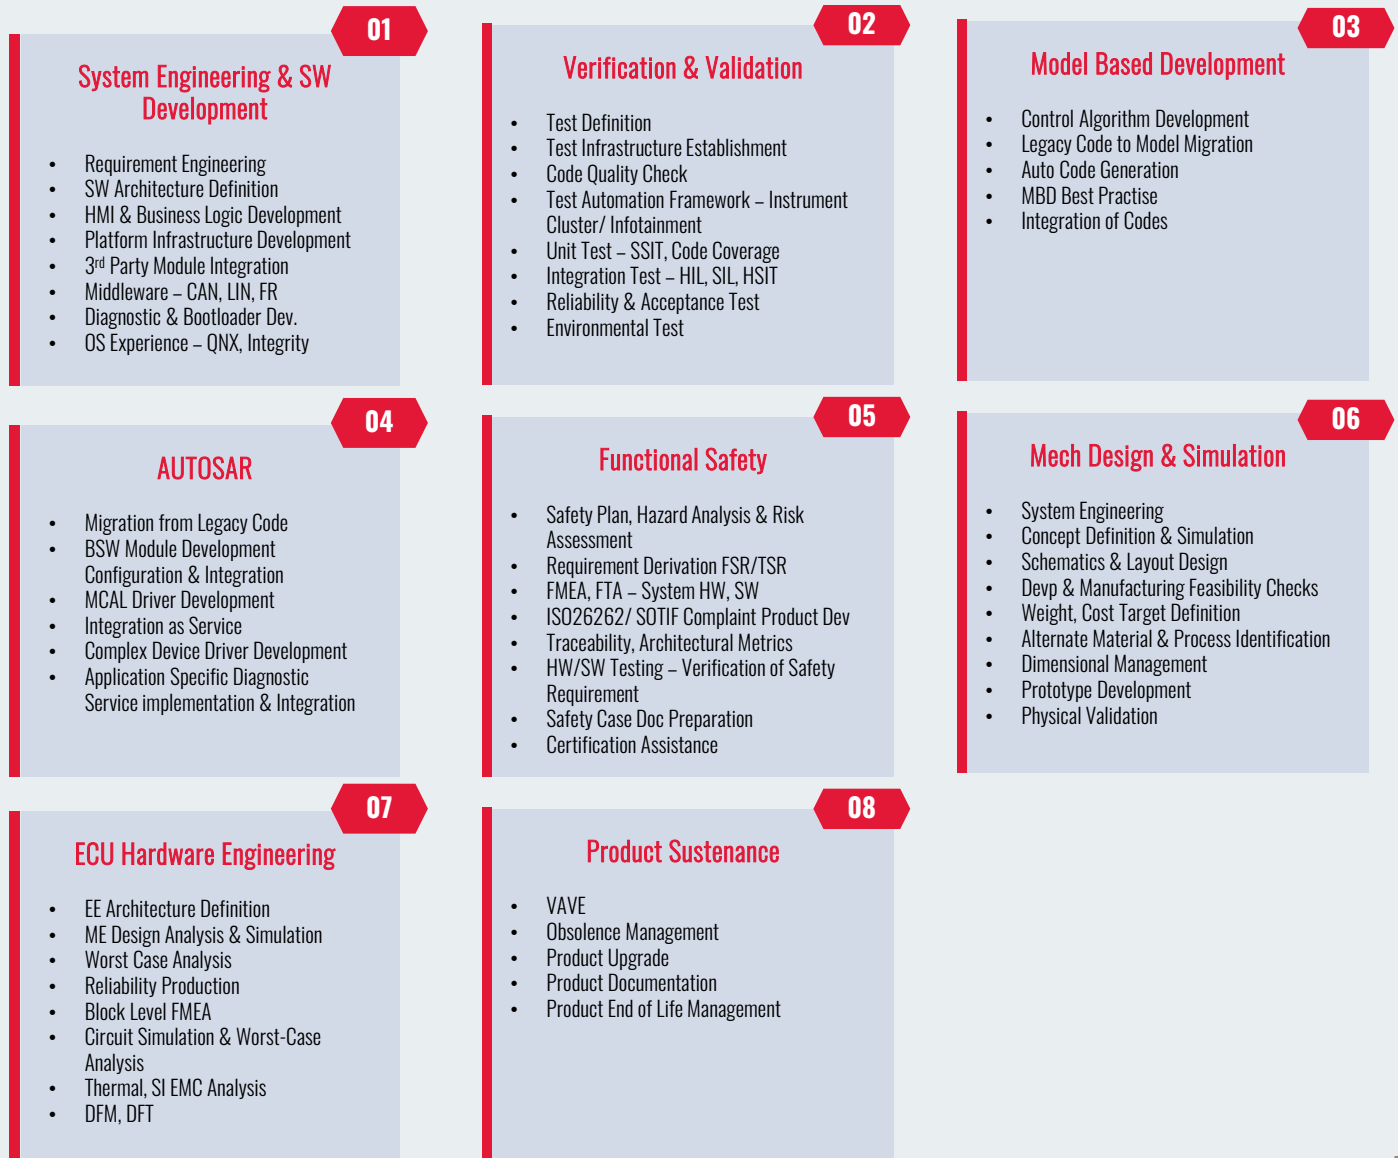 01
System Engineering & SW
Development
• Requirement Engineering
• SW Architecture Definition
• HMI & Business Logic Development
• Platform Infrastructure Development
• 3rd Party Module Integration
• Middleware – CAN, LIN, FR
• Diagnostic & Bootloader Dev.
• OS Experience – QNX, Integrity
02
Verification & Validation
• Test Definition
• Test Infrastructure Establishment
• Code Quality Check
• Test Automation Framework – Instrument
Cluster/ Infotainment
• Unit Test – SSIT, Code Coverage
• Integration Test – HIL, SIL, HSIT
• Reliability & Acceptance Test
• Environmental Test
03
Model Based Development
• Control Algorithm Development
• Legacy Code to Model Migration
• Auto Code Generation
• MBD Best Practise
• Integration of Codes
04
AUTOSAR
• Migration from Legacy Code
• BSW Module Development
Configuration & Integration
• MCAL Driver Development
• Integration as Service
• Complex Device Driver Development
• Application Specific Diagnostic
Service implementation & Integration
05
Functional Safety
• Safety Plan, Hazard Analysis & Risk
Assessment
• Requirement Derivation FSR/TSR
• FMEA, FTA – System HW, SW
• ISO26262/ SOTIF Complaint Product Dev
• Traceability, Architectural Metrics
• HW/SW Testing – Verification of Safety
Requirement
• Safety Case Doc Preparation
• Certification Assistance
06
Mech Design & Simulation
• System Engineering
• Concept Definition & Simulation
• Schematics & Layout Design
• Devp & Manufacturing Feasibility Checks
• Weight, Cost Target Definition
• Alternate Material & Process Identification
• Dimensional Management
• Prototype Development
• Physical Validation
07
ECU Hardware Engineering
• EE Architecture Definition
• ME Design Analysis & Simulation
• Worst Case Analysis
• Reliability Production
• Block Level FMEA
• Circuit Simulation & Worst-Case
Analysis
• Thermal, SI EMC Analysis
• DFM, DFT
08
Product Sustenance
• VAVE
• Obsolence Management
• Product Upgrade
• Product Documentation
• Product End of Life Management